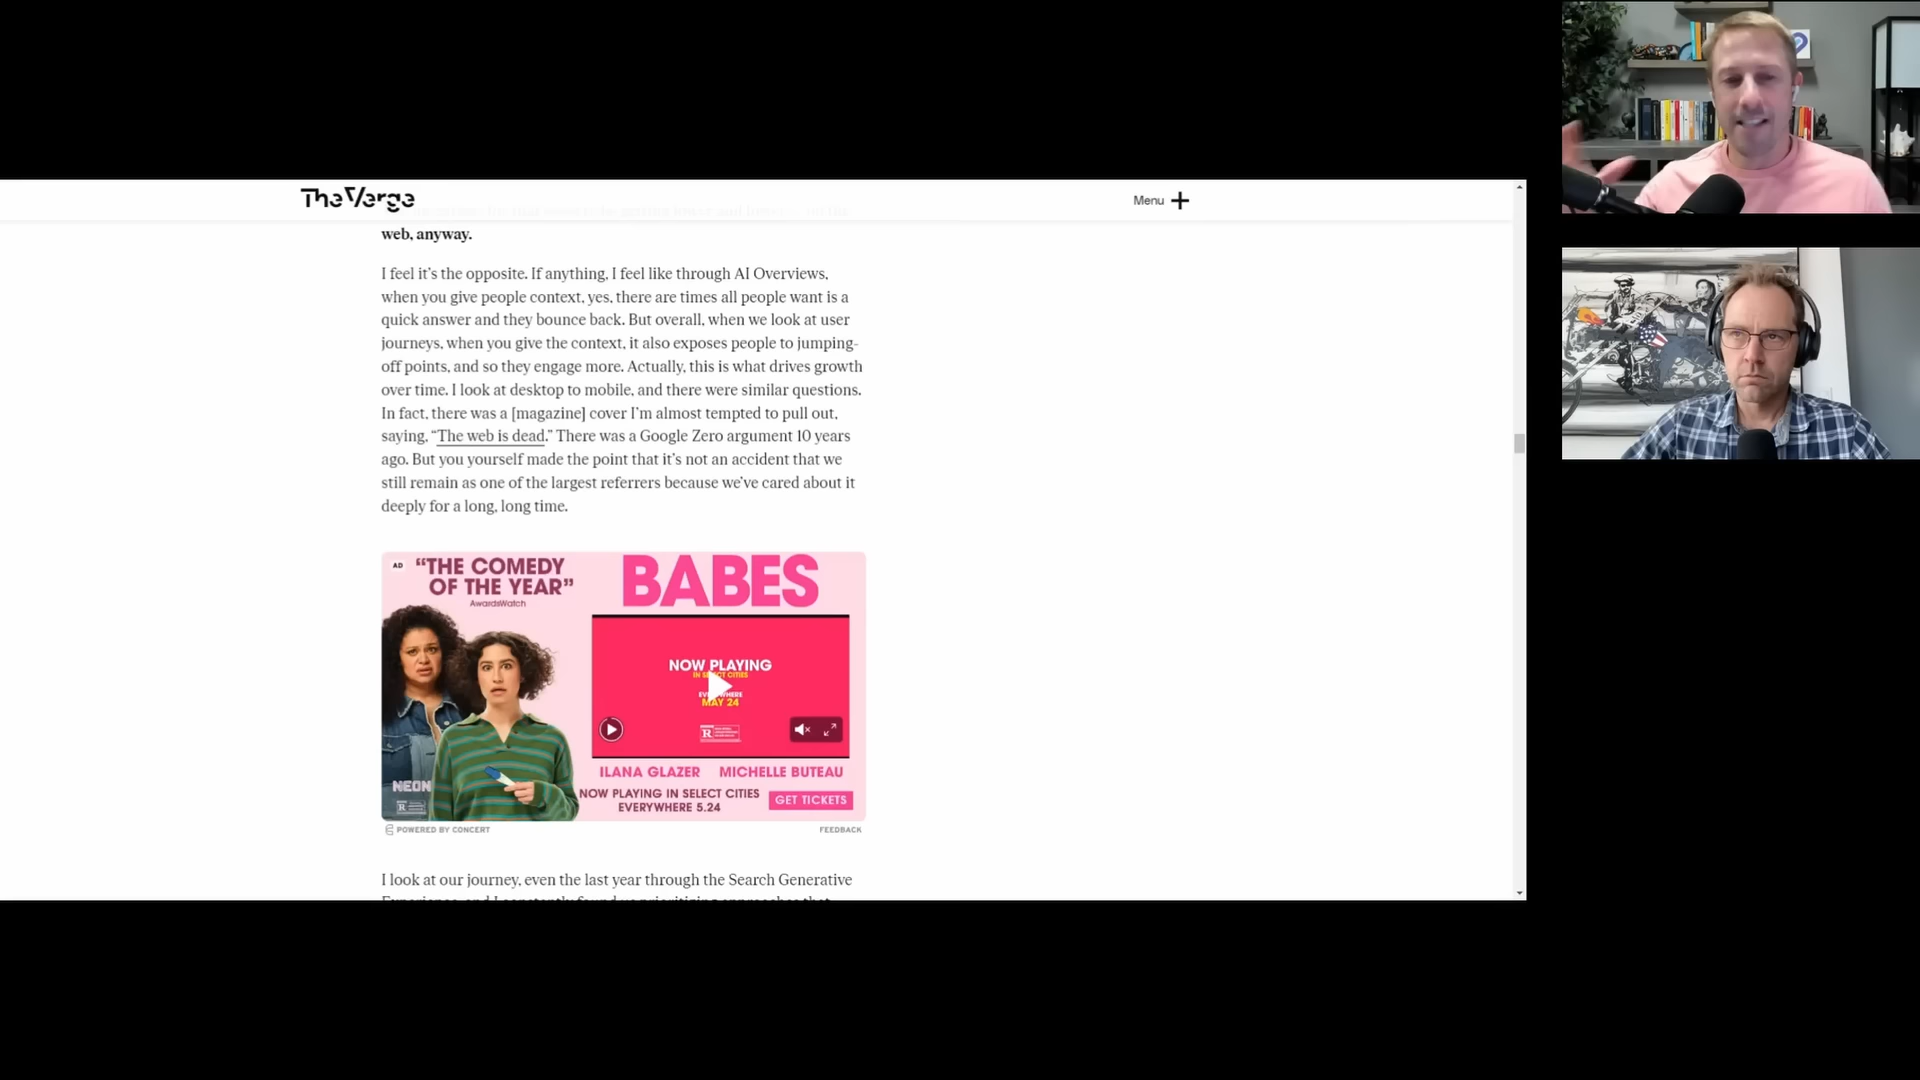 TheVerge
Menu
web, anyway.
I feel it's the opposite. If anything, I feel like through AI Overviews,
when you give people context, yes, there are times all people want is a
quick answer and they bounce back. But overall, when we look at user
journeys, when you give the context, it also exposes people to jumping-
off points, and so they engage more. Actually, this is what drives growth
over time. I look at desktop to mobile, and there were similar questions.
In fact, there was a [magazine] cover I'm almost tempted to pull out,
saying, “The web is dead.” There was a Google Zero argument 10 years
ago. But you yourself made the point that it's not an accident that we
still remain as one of the largest referrers because we've cared about it
deeply for a long, long time.
AD
“THE COMEDY
OF THE YEAR”
AwardsWatch
BABES
NOW PLAYING
IN SELECT CITIES
EVERYWHERE
MAY 24
R
ILANA GLAZER MICHELLE BUTEAU
NEON
R
NOW PLAYING IN SELECT CITIES
EVERYWHERE 5.24
GET TICKETS
POWERED BY CONCERT
FEEDBACK
I look at our journey, even the last year through the Search Generative